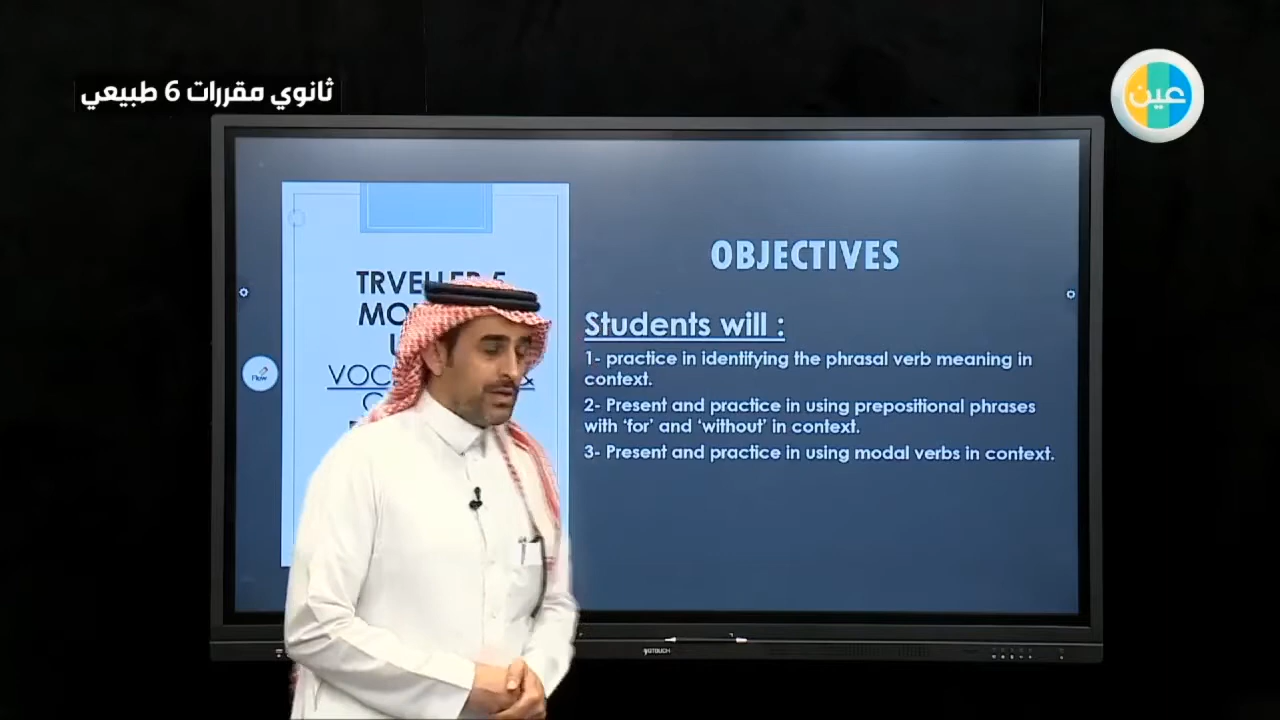 ثانوي مقررات 6 طبيعي
عين
OBJECTIVES
Students will :
1- practice in identifying the phrasal verb meaning in
context.
2- Present and practice in using prepositional phrases
with ‘for’ and ‘without’ in context.
3- Present and practice in using modal verbs in context.
Flow